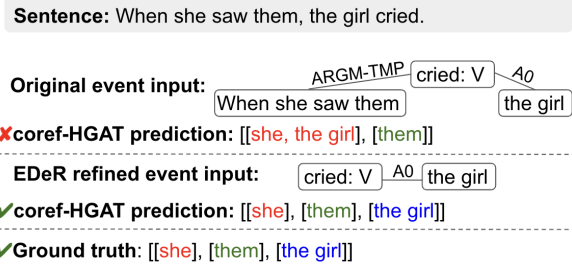 Sentence: When she saw them, the girl cried.
Original event input: When she saw them ARGM-TMP cried: V A0 the girl
✘coref-HGAT prediction: [[she, the girl], [them]]
EDeR refined event input: cried: V A0 the girl
✔coref-HGAT prediction: [[she], [them], [the girl]]
✔Ground truth: [[she], [them], [the girl]]